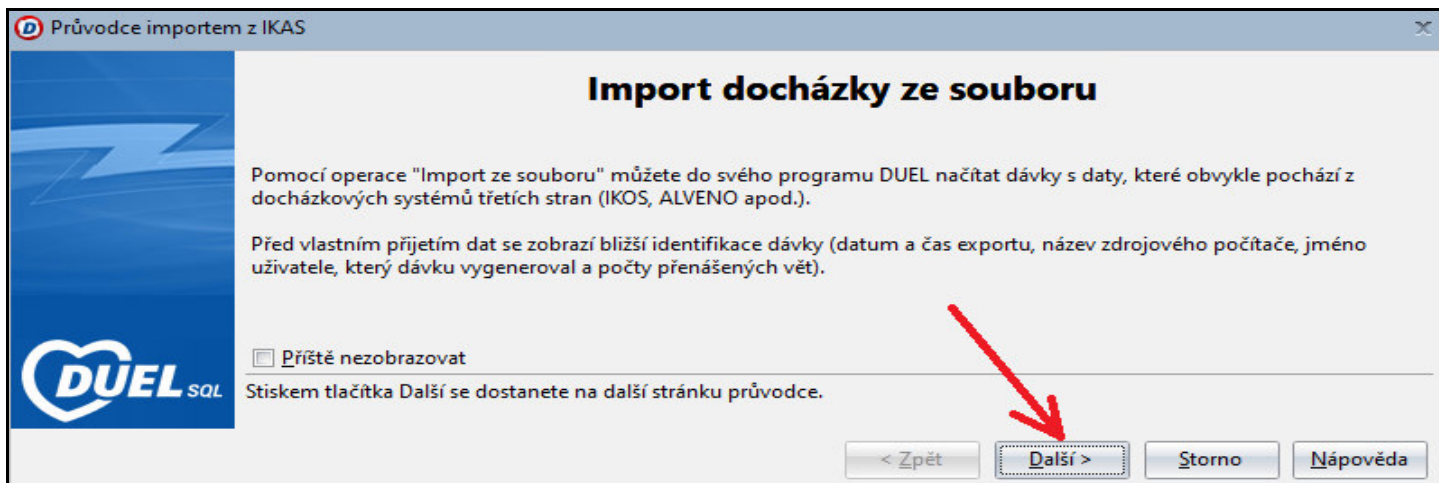 Průvodce importem z IKAS
Import docházky ze souboru
Pomocí operace "Import ze souboru" můžete do svého programu DUEL načítat dávky s daty, které obvykle pochází z
docházkových systémů třetích stran (IKOS, ALVENO apod.).
Před vlastním přijetím dat se zobrazí bližší identifikace dávky (datum a čas exportu, název zdrojového počítače, jméno
uživatele, který dávku vygeneroval a počty přenášených vět).
Příště nezobrazovat
DUEL SQL
Stiskem tlačítka Další se dostanete na další stránku průvodce.
< Zpět
Další >
Storno
Nápověda